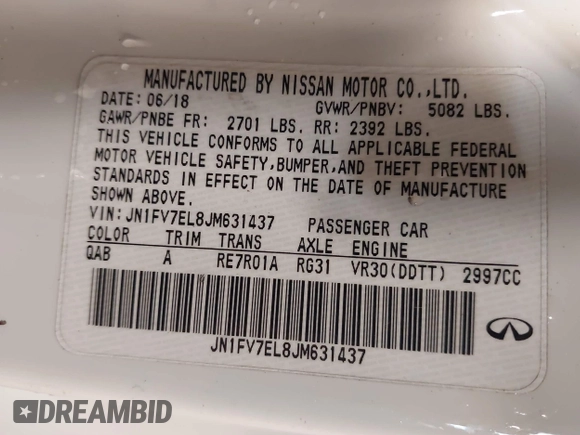 MANUFACTURED BY NISSAN MOTOR CO.,LTD.
DATE: 06/18 GVWR/PNBV: 5082 LBS.
GAWR/PNBE FR: 2701 LBS. RR: 2392 LBS.
THIS VEHICLE CONFORMS TO ALL APPLICABLE FEDERAL
MOTOR VEHICLE SAFETY,BUMPER,AND THEFT PREVENTION
STANDARDS IN EFFECT ON THE DATE OF MANUFACTURE
SHOWN ABOVE.
VIN: JN1FV7EL8JM631437 PASSENGER CAR
COLOR TRIM TRANS AXLE ENGINE
QAB A RE7R01A RG31 VR30(DDTT) 2997CC
JN1FV7EL8JM631437
DREAMBID